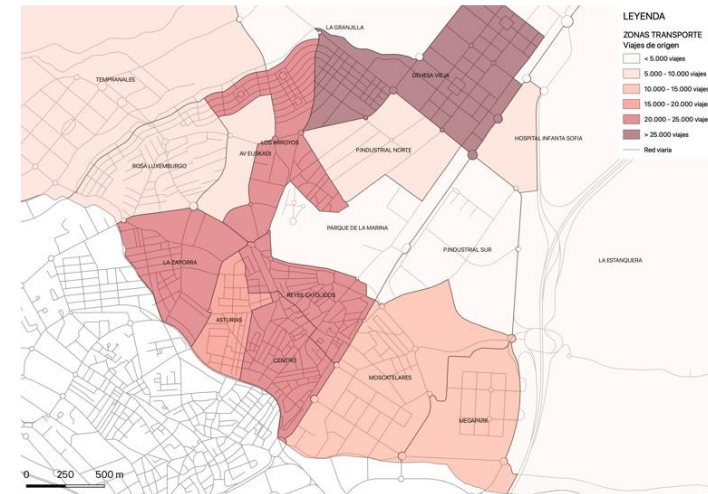 LEYENDA
ZONAS TRANSPORTE
Viajes de origen
< 5.000 viajes
5.000 - 10.000 viajes
10.000 - 15.000 viajes
15.000 - 20.000 viajes
20.000 - 25.000 viajes
> 25.000 viajes
Red viaria
LA GRANJILLA
DEHESA VIEJA
TEMPRANALES
HOSPITAL INFANTA SOFIA
LOS ARROYOS
P.INDUSTRIAL NORTE
AV EUSKADI
ROSA LUXEMBURGO
PARQUE DE LA MARINA
P.INDUSTRIAL SUR
LA ZAPORRA
LA ESTANQUERA
REYES CATOLICOS
ASTURIAS
CENTRO
MOSCATELARES
MEGAPARK
0 250 500 m